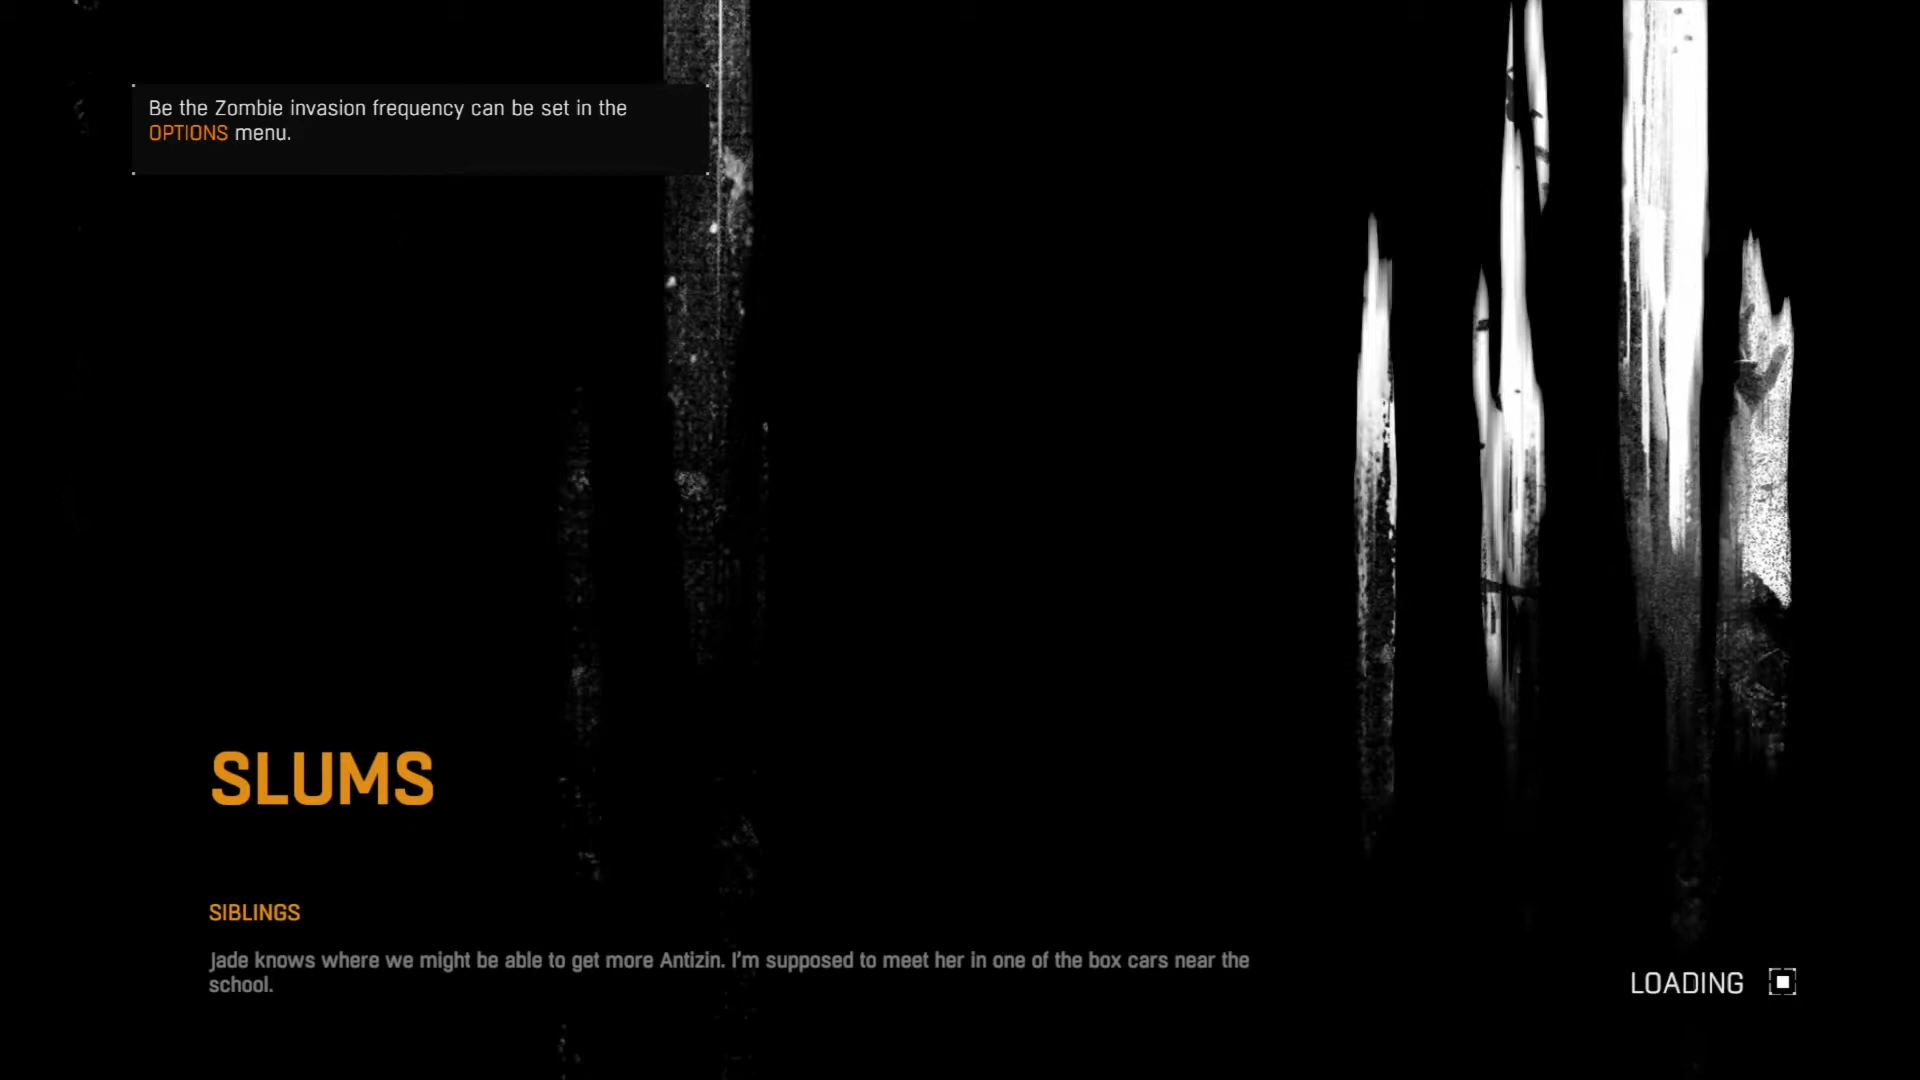 Be the Zombie invasion frequency can be set in the
OPTIONS menu.
SLUMS
SIBLINGS
Jade knows where we might be able to get more Antizin. I'm supposed to meet her in one of the box cars near the
school.
LOADING